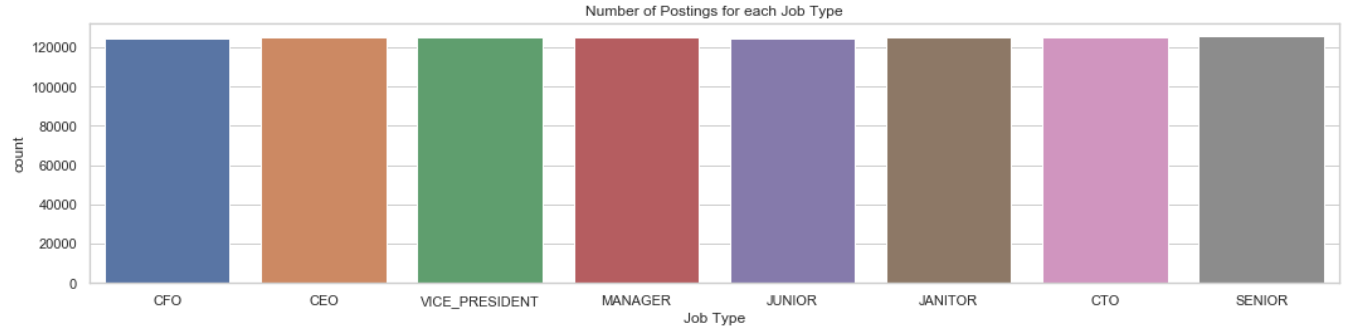 Number of Postings for each Job Type
count
120000
100000
80000
60000
40000
20000
0
CFO CEO VICE_PRESIDENT MANAGER JUNIOR JANITOR CTO SENIOR
Job Type